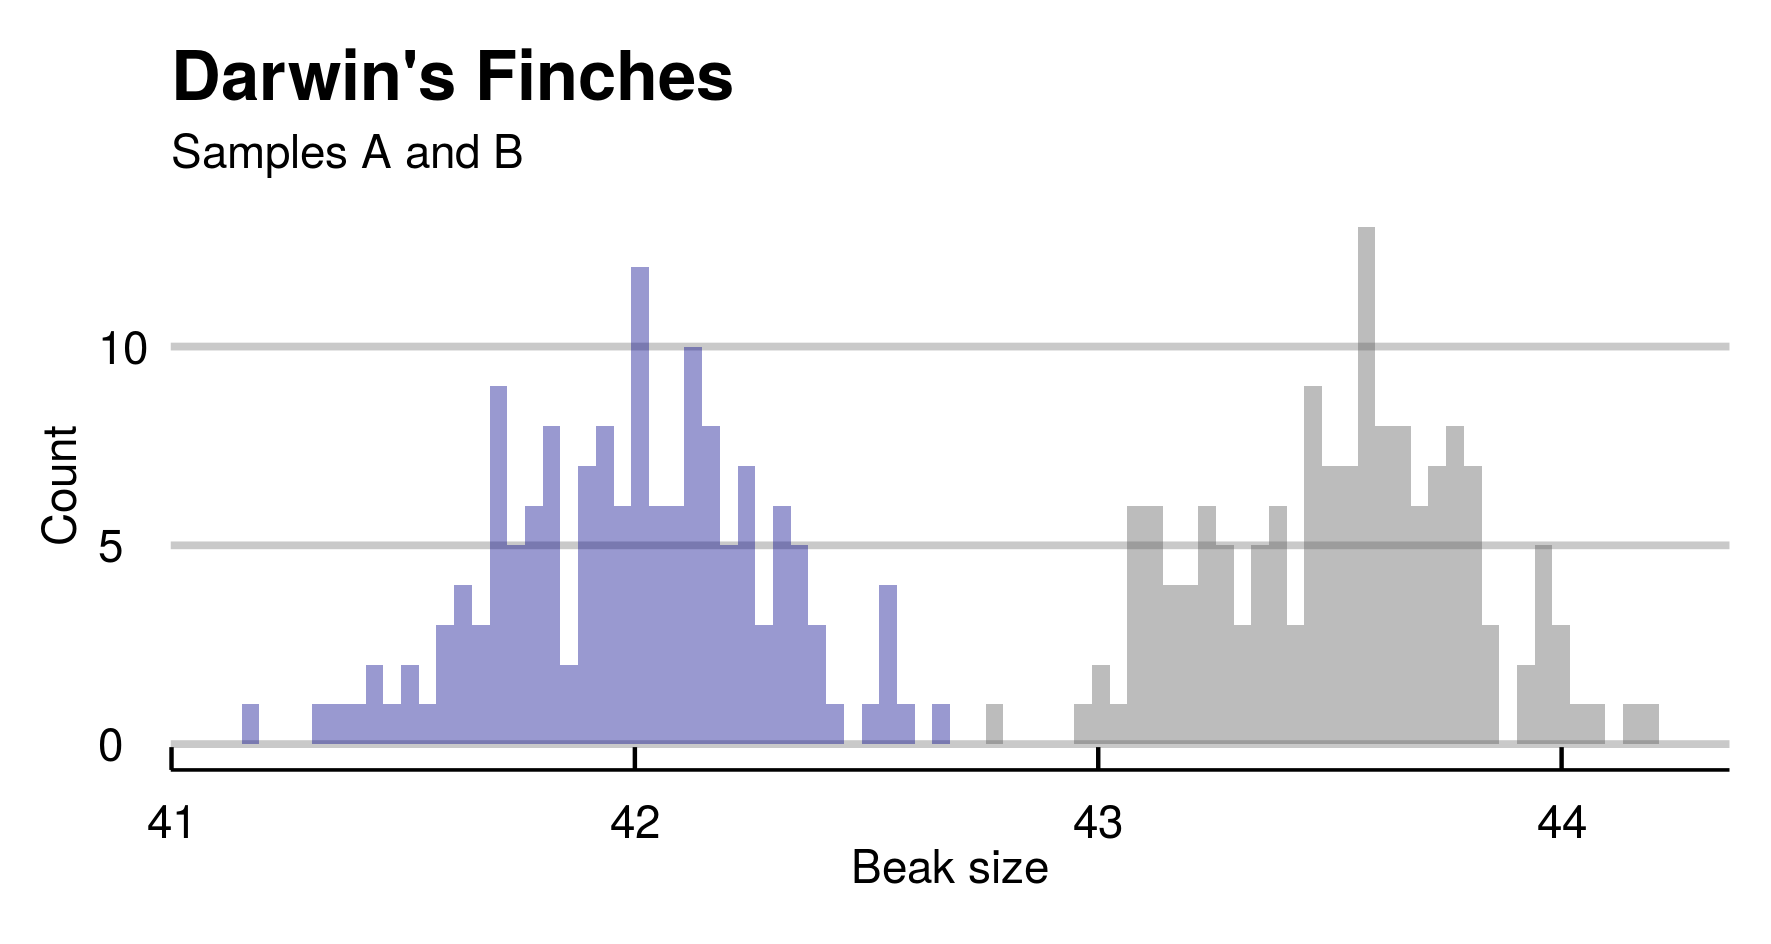 Darwin's Finches
Samples A and B
10
5
0
Count
41 42 43 44
Beak size